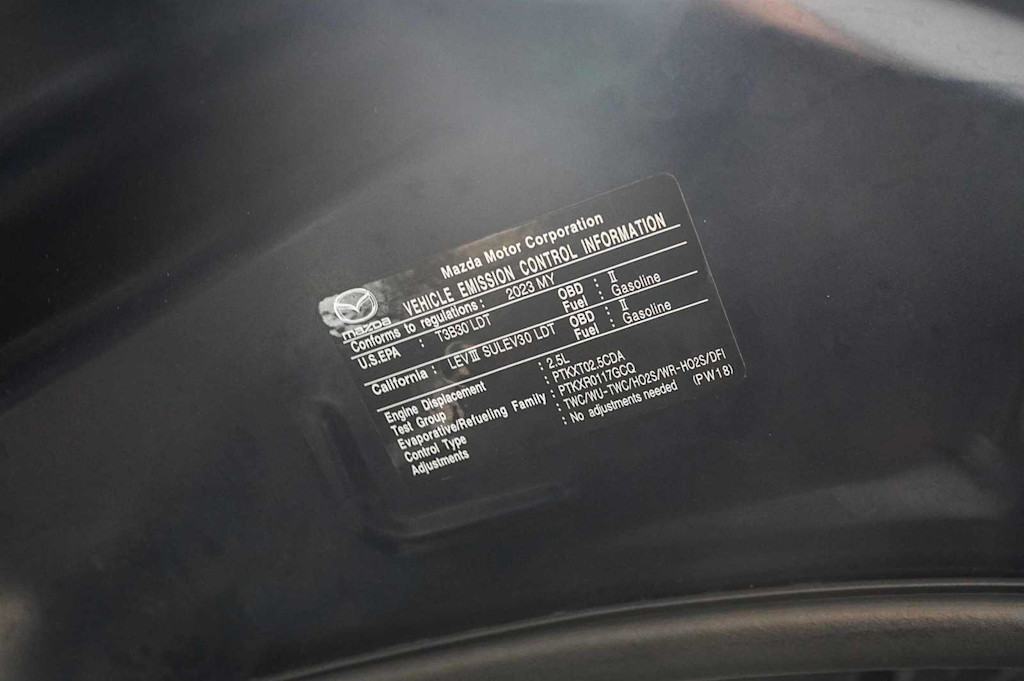 Mazda Motor Corporation
mazda VEHICLE EMISSION CONTROL INFORMATION
Conforms to regulations : 2023 MY
U.S.EPA : T3B30 LDT OBD : II
Fuel : Gasoline
California : LEV III SULEV30 LDT OBD : II
Fuel : Gasoline
Engine Displacement : 2.5L
Test Group : PTKXT02.5CDA
Evaporative/Refueling Family : PTKXR0117GCQ
Control Type : TWC/WU-TWC/HO2S/WR-HO2S/DFI
Adjustments : No adjustments needed (PW18)